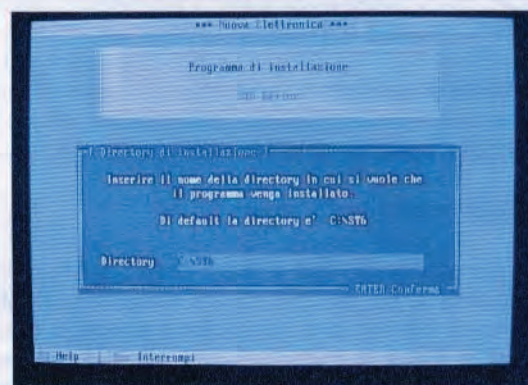 *** Nuova Elettronica ***
Programma di installazione
[ Directory di installazione ]
Inserire il nome della directory in cui si vuole che
il programma venga installato.
Di default la directory e' C:\ST6
Directory C:\ST6
ENTER Conferma
Help Interrompi